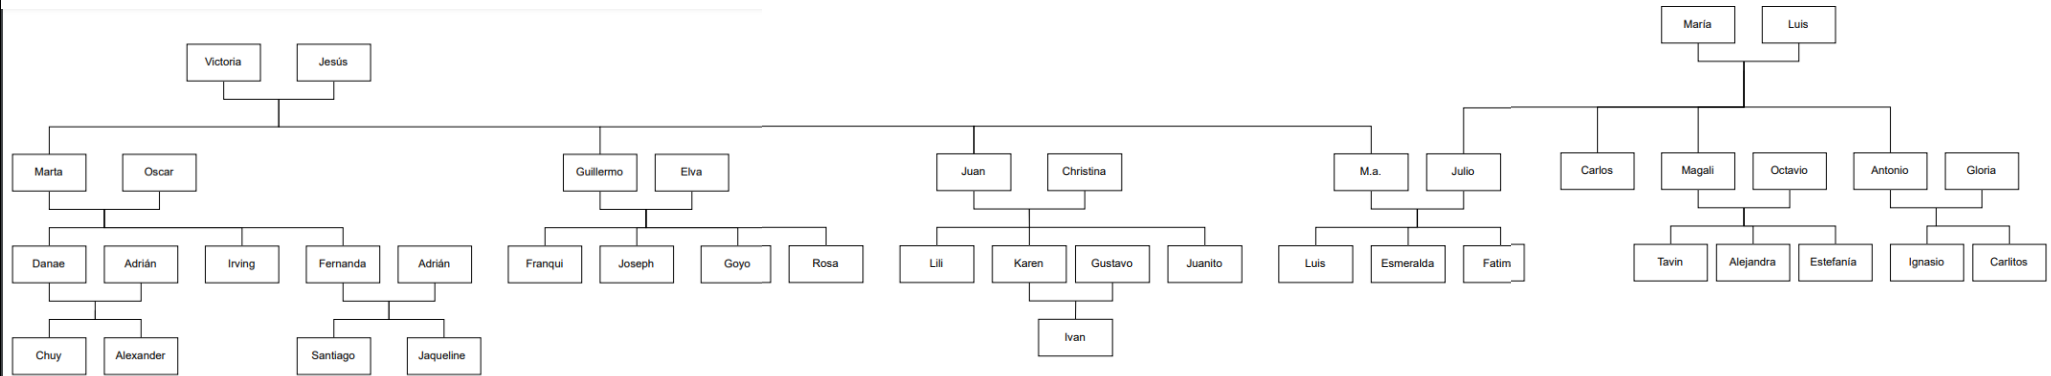 María
Luis
Victoria
Jesús
Marta
Oscar
Guillermo
Elva
Juan
Christina
M.a.
Julio
Carlos
Magali
Octavio
Antonio
Gloria
Danae
Adrián
Irving
Fernanda
Adrián
Franqui
Joseph
Goyo
Rosa
Lili
Karen
Gustavo
Juanito
Luis
Esmeralda
Fatim
Tavin
Alejandra
Estefanía
Ignasio
Carlitos
Chuy
Alexander
Santiago
Jaqueline
Ivan